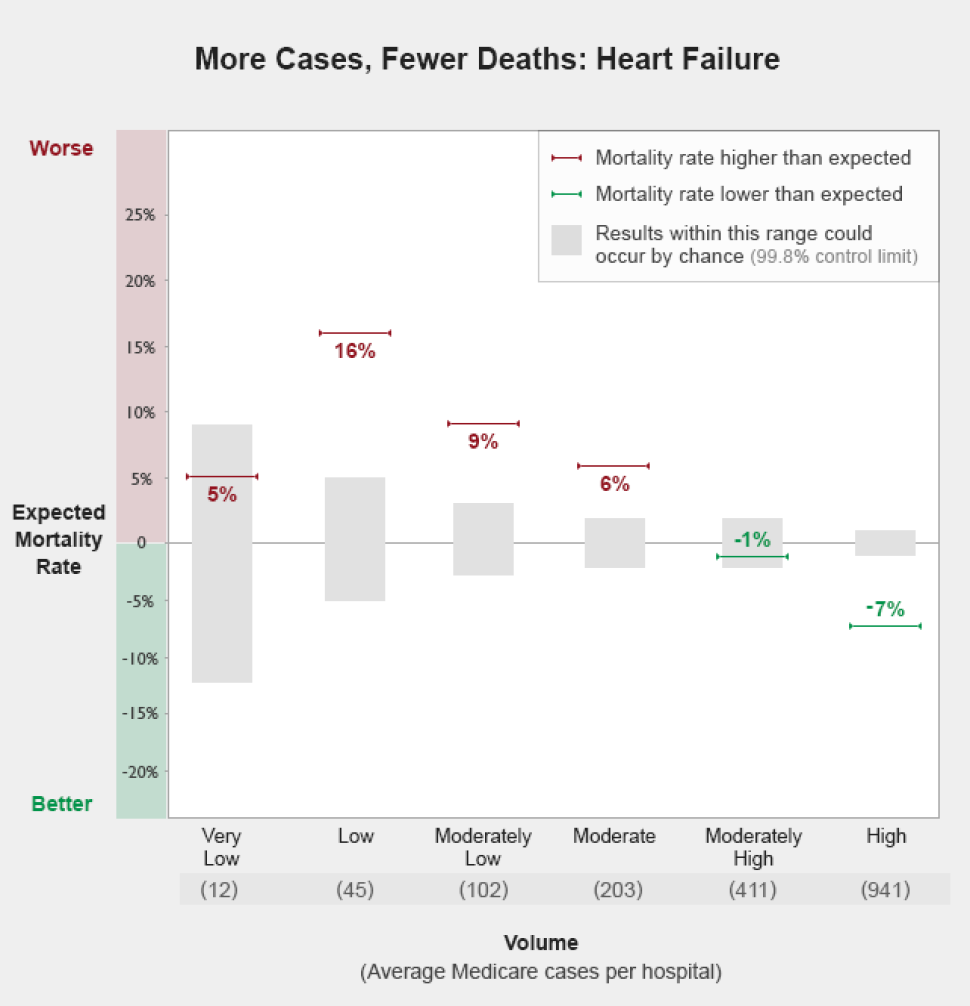 More Cases, Fewer Deaths: Heart Failure
Worse
Mortality rate higher than expected
Mortality rate lower than expected
Results within this range could
occur by chance (99.8% control limit)
25%
20%
15%
10%
5%
0
-5%
-10%
-15%
-20%
Expected
Mortality
Rate
Better
5%
16%
9%
6%
-1%
-7%
Very
Low
Low
Moderately
Low
Moderate
Moderately
High
High
(12)
(45)
(102)
(203)
(411)
(941)
Volume
(Average Medicare cases per hospital)